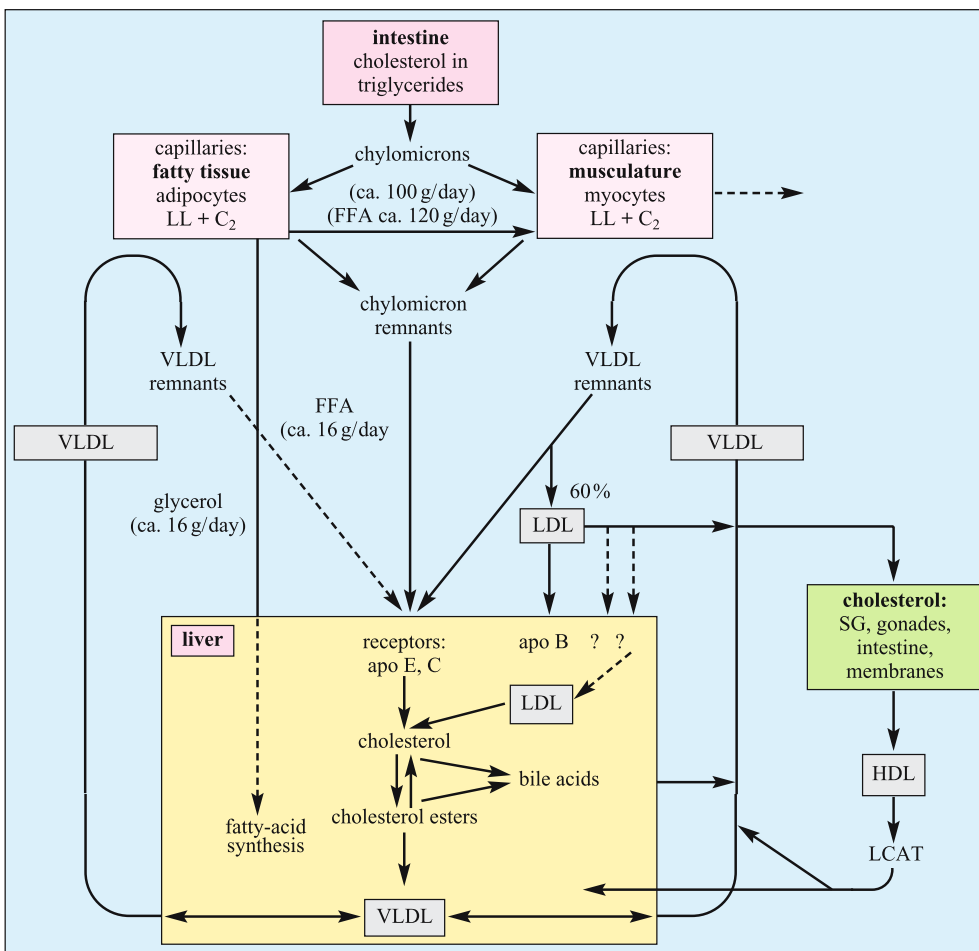 intestine
cholesterol in
triglycerides
capillaries:
fatty tissue
adipocytes
LL + C₂
chylomicrons
(ca. 100 g/day)
(FFA ca. 120 g/day)
capillaries:
musculature
myocytes
LL + C₂
chylomicron
remnants
VLDL
remnants
VLDL
remnants
FFA
(ca. 16 g/day
VLDL
VLDL
glycerol
(ca. 16 g/day)
60%
LDL
cholesterol:
SG, gonades,
intestine,
membranes
liver
receptors:
apo E, C
apo B ? ?
LDL
cholesterol
bile acids
HDL
cholesterol esters
fatty-acid
synthesis
LCAT
VLDL